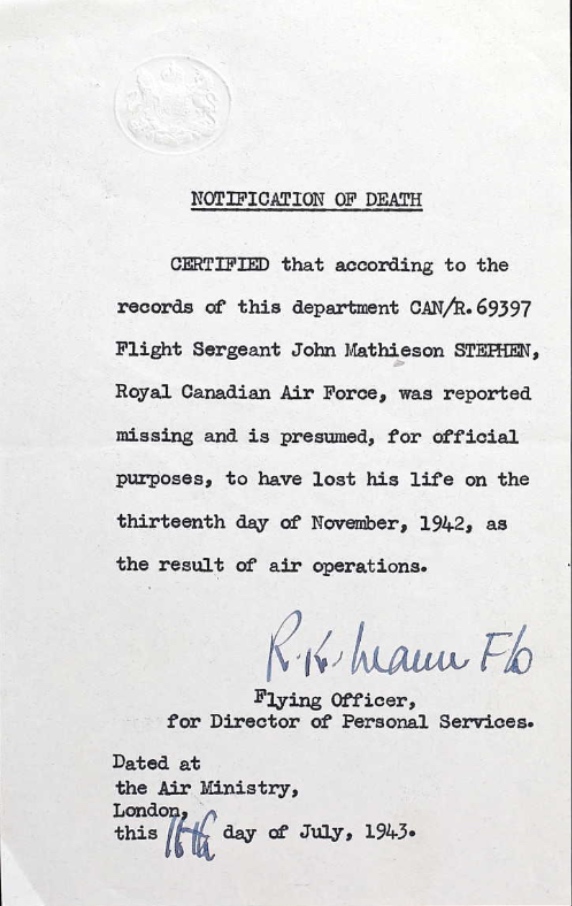 NOTIFICATION OF DEATH
CERTIFIED that according to the
records of this department CAN/R.69397
Flight Sergeant John Mathieson STEPHEN,
Royal Canadian Air Force, was reported
missing and is presumed, for official
purposes, to have lost his life on the
thirteenth day of November, 1942, as
the result of air operations.
R.K. Mann F/O
Flying Officer,
for Director of Personal Services.
Dated at
the Air Ministry,
London,
this 16th day of July, 1943.